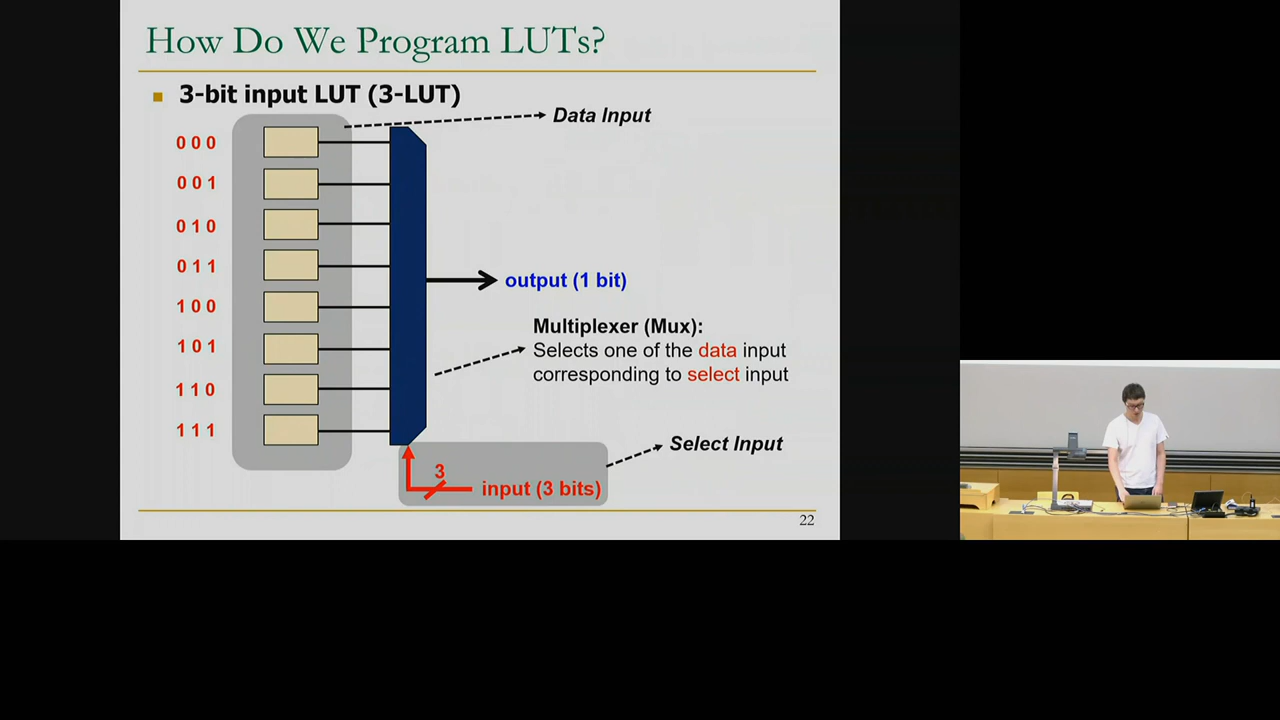 How Do We Program LUTs?
3-bit input LUT (3-LUT)
Data Input
0 0 0
0 0 1
0 1 0
0 1 1
1 0 0
1 0 1
1 1 0
1 1 1
output (1 bit)
Multiplexer (Mux):
Selects one of the data input
corresponding to select input
Select Input
3
input (3 bits)
22